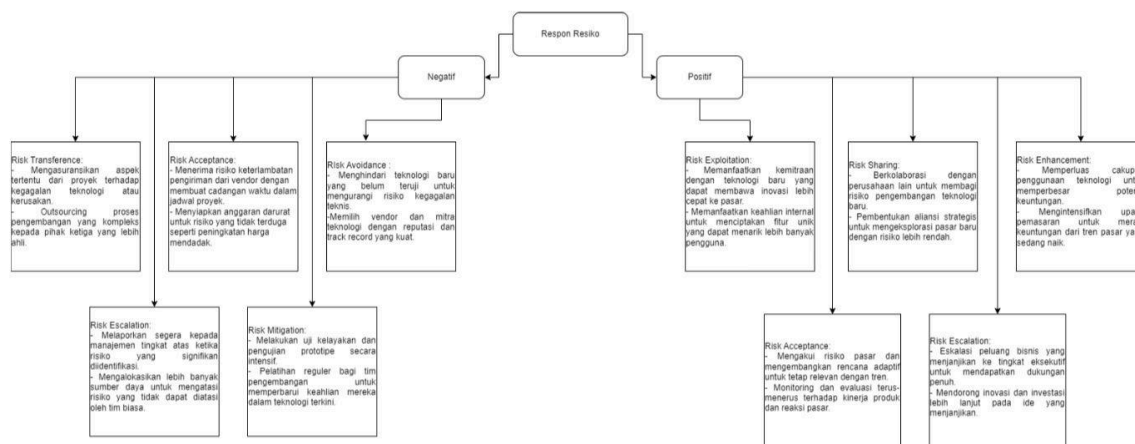 Respon Resiko
Negatif
Positif
Risk Transference:
- Mengasuransikan aspek
tertentu dari proyek terhadap
kegagalan teknologi atau
kerusakan.
- Outsourcing proses
pengembangan yang kompleks
kepada pihak ketiga yang lebih
ahli.
Risk Acceptance:
- Menerima risiko keterlambatan
pengiriman dari vendor dengan
membuat cadangan waktu dalam
jadwal proyek.
- Menyiapkan anggaran darurat
untuk risiko yang tidak terduga
seperti peningkatan harga
mendadak.
Risk Avoidance :
- Menghindari teknologi baru
yang belum teruji untuk
mengurangi risiko kegagalan
teknis.
-Memilih vendor dan mitra
teknologi dengan reputasi dan
track record yang kuat.
Risk Exploitation:
- Memanfaatkan kemitraan
dengan teknologi baru yang
dapat membawa inovasi lebih
cepat ke pasar.
- Memanfaatkan keahlian internal
untuk menciptakan fitur unik
yang dapat menarik lebih banyak
pengguna.
Risk Sharing:
- Berkolaborasi dengan
perusahaan lain untuk membagi
risiko pengembangan teknologi
baru.
- Pembentukan aliansi strategis
untuk mengeksplorasi pasar baru
dengan risiko lebih rendah.
Risk Enhancement:
- Memperluas cakup
penggunaan teknologi unt
memperbesar poten
keuntungan.
- Mengintensifkan upa
pemasaran untuk mera
keuntungan dari tren pasar ya
sedang naik.
Risk Escalation:
- Melaporkan segera kepada
manajemen tingkat atas ketika
risiko yang signifikan
diidentifikasi.
- Mengalokasikan lebih banyak
sumber daya untuk mengatasi
risiko yang tidak dapat diatasi
oleh tim biasa.
Risk Mitigation:
- Melakukan uji kelayakan dan
pengujian prototipe secara
intensif.
- Pelatihan reguler bagi tim
pengembangan untuk
memperbarui keahlian mereka
dalam teknologi terkini.
Risk Acceptance:
- Mengakui risiko pasar dan
mengembangkan rencana adaptif
untuk tetap relevan dengan tren.
- Monitoring dan evaluasi terus-
menerus terhadap kinerja produk
dan reaksi pasar.
Risk Escalation:
- Eskalasi peluang bisnis yang
menjanjikan ke tingkat eksekutif
untuk mendapatkan dukungan
penuh.
- Mendorong inovasi dan investasi
lebih lanjut pada ide yang
menjanjikan.